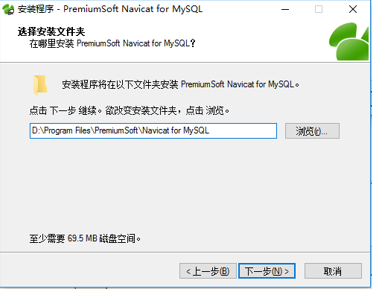 安装程序 - PremiumSoft Navicat for MySQL
选择安装文件夹
在哪里安装 PremiumSoft Navicat for MySQL?
安装程序将在以下文件夹安装 PremiumSoft Navicat for MySQL。
点击 下一步 继续。欲改变安装文件夹，点击 浏览。
D:\Program Files\PremiumSoft\Navicat for MySQL
浏览(r)...
至少需要 69.5 MB 磁盘空间。
< 上一步(B)
下一步(N) >
取消